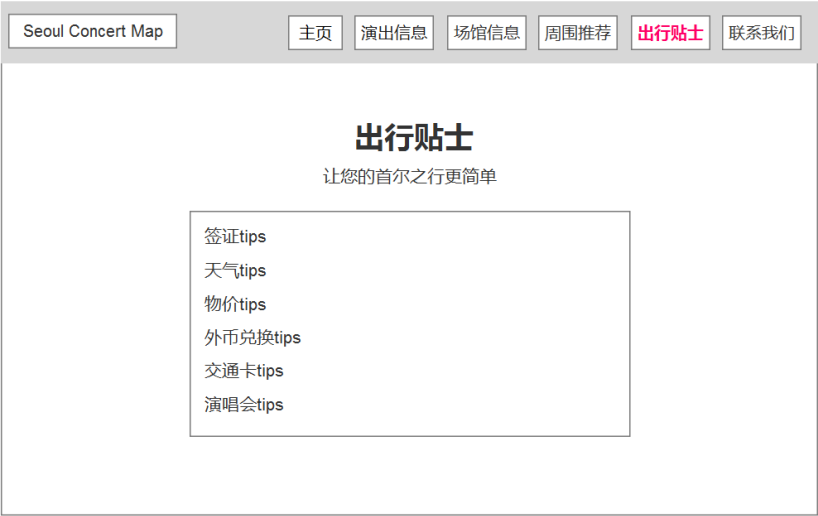 Seoul Concert Map 主页 演出信息 场馆信息 周围推荐 出行贴士 联系我们
出行贴士
让您的首尔之行更简单
签证tips
天气tips
物价tips
外币兑换tips
交通卡tips
演唱会tips